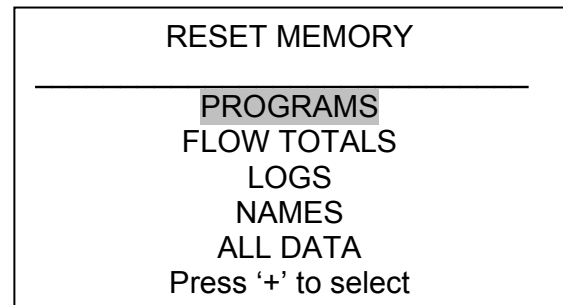 RESET MEMORY
PROGRAMS
FLOW TOTALS
LOGS
NAMES
ALL DATA
Press ‘+’ to select